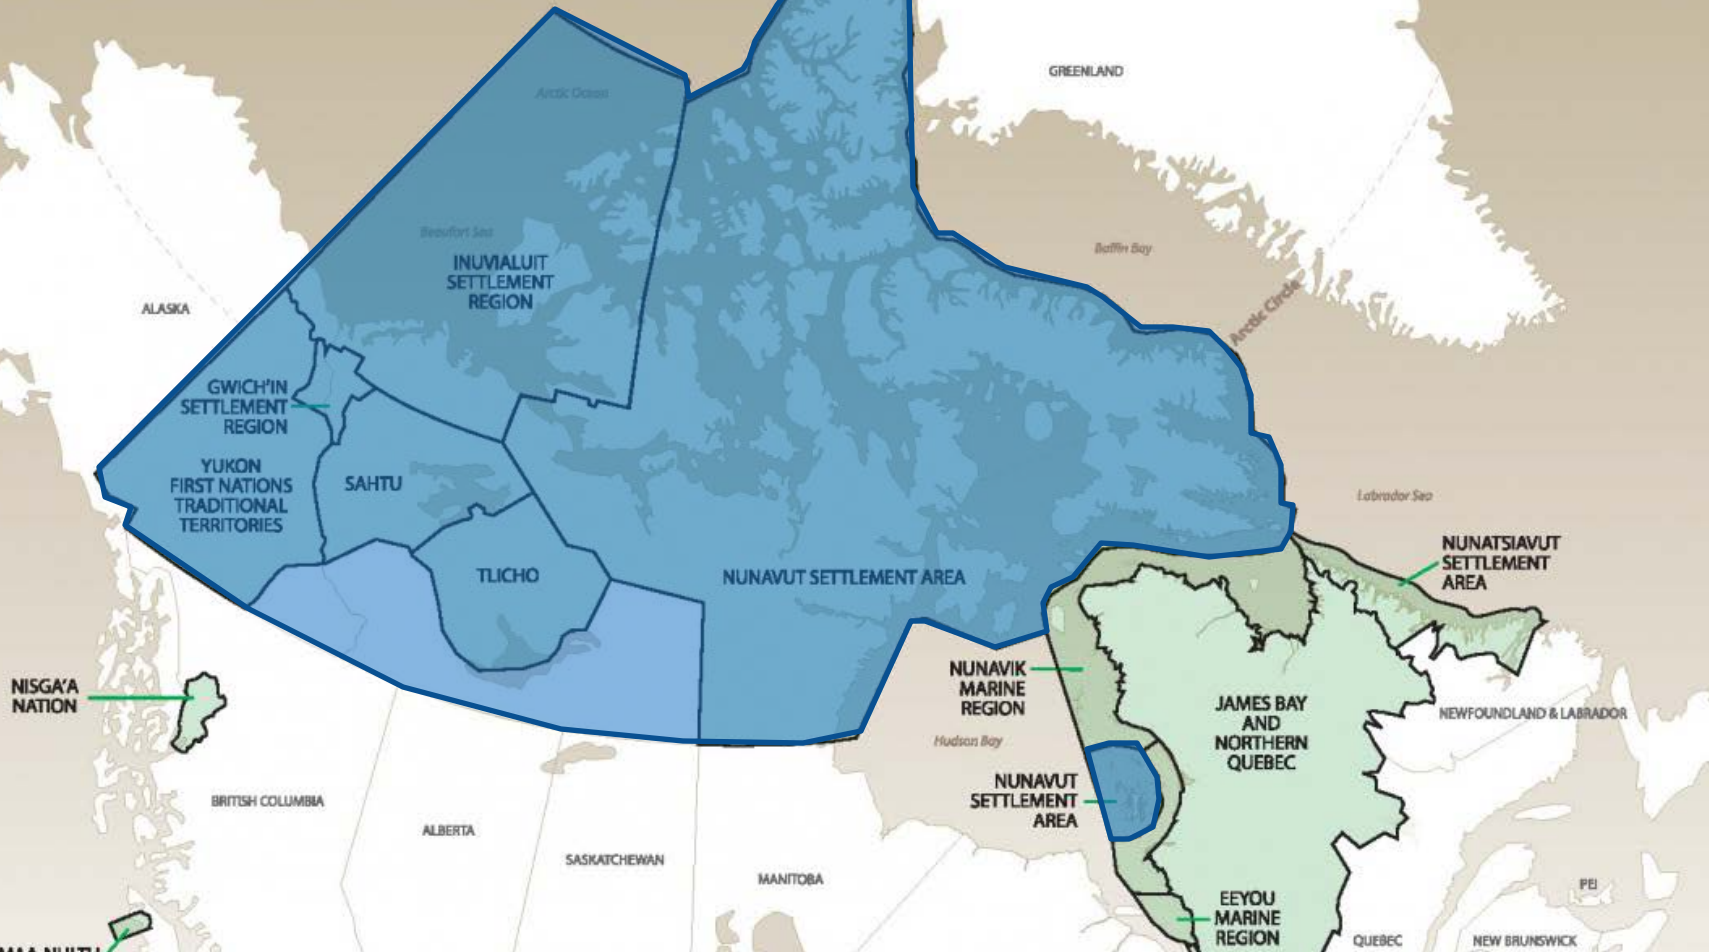 GREENLAND
Arctic Ocean
Beaufort Sea
Baffin Bay
INUVIALUIT
SETTLEMENT
REGION
Arctic Circle
ALASKA
GWICH'IN
SETTLEMENT
REGION
YUKON
FIRST NATIONS
TRADITIONAL
TERRITORIES
SAHTU
Labrador Sea
NUNATSIAVUT
SETTLEMENT
AREA
TLICHO
NUNAVUT SETTLEMENT AREA
NISGA'A
NATION
NUNAVIK
MARINE
REGION
JAMES BAY
AND
NORTHERN
QUEBEC
NEWFOUNDLAND & LABRADOR
Hudson Bay
NUNAVUT
SETTLEMENT
AREA
BRITISH COLUMBIA
ALBERTA
SASKATCHEWAN
MANITOBA
PEI
EEYOU
MARINE
REGION
QUEBEC
NEW BRUNSWICK